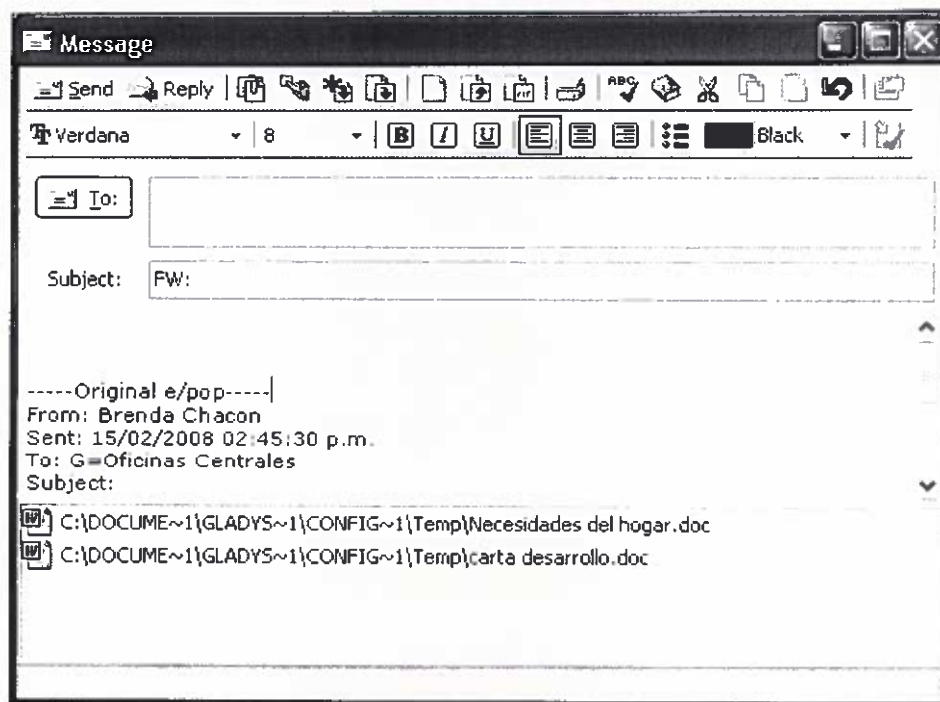 Message
Send Reply ABC
Verdana 8 B I U Black
To:
Subject: FW:
-----Original e/pop-----
From: Brenda Chacon
Sent: 15/02/2008 02:45:30 p.m.
To: G=Oficinas Centrales
Subject:
C:\DOCUME~1\GLADYS~1\CONFIG~1\Temp\Necesidades del hogar.doc
C:\DOCUME~1\GLADYS~1\CONFIG~1\Temp\carta desarrollo.doc